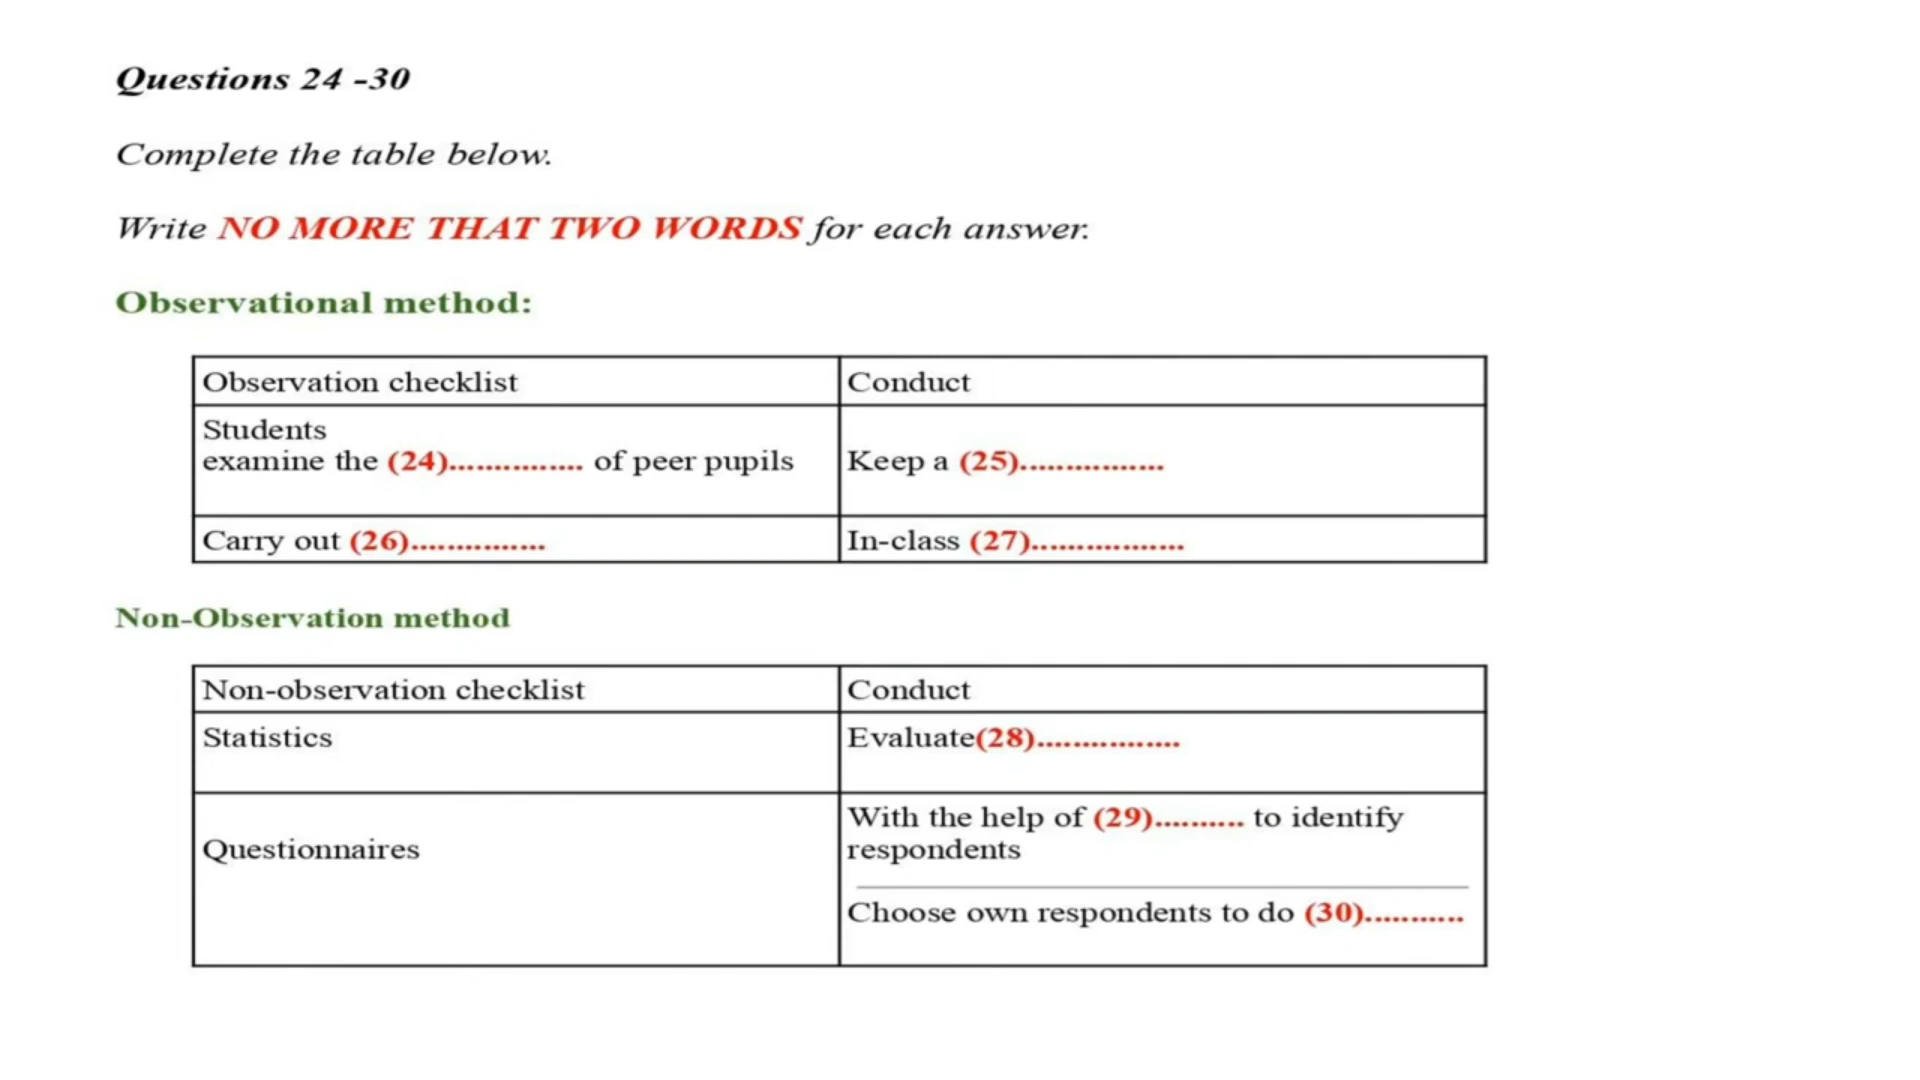 Questions 24 -30
Complete the table below.
Write NO MORE THAT TWO WORDS for each answer.
Observational method:
Observation checklist
Conduct
Students
examine the (24)............... of peer pupils
Keep a (25)................
Carry out (26)...............
In-class (27).................
Non-Observation method
Non-observation checklist
Conduct
Statistics
Evaluate(28)................
Questionnaires
With the help of (29).......... to identify
respondents
Choose own respondents to do (30)...........